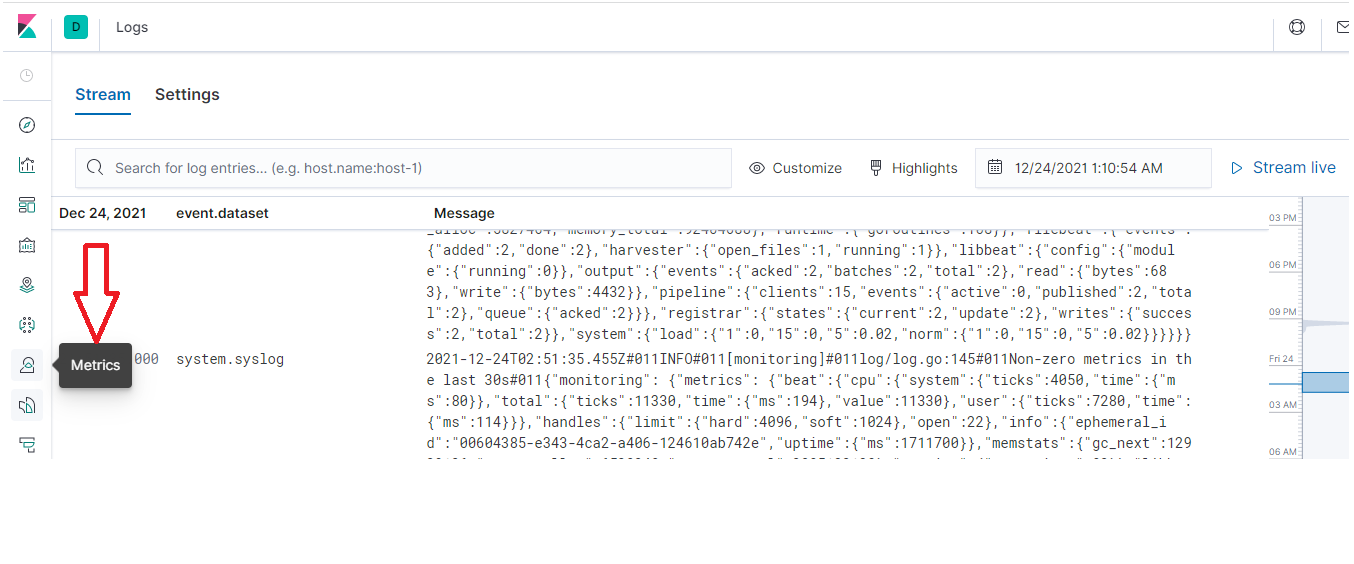 D Logs
Stream Settings
Search for log entries... (e.g. host.name:host-1) Customize Highlights 12/24/2021 1:10:54 AM Stream live
Dec 24, 2021 event.dataset Message
{"added":2,"done":2},"harvester":{"open_files":1,"running":1}},"libbeat":{"config":{"modul
e":{"running":0}},"output":{"events":{"acked":2,"batches":2,"total":2},"read":{"bytes":68
3},"write":{"bytes":4432}},"pipeline":{"clients":15,"events":{"active":0,"published":2,"tota
l":2},"queue":{"acked":2}}},"registrar":{"states":{"current":2,"update":2},"writes":{"succes
s":2,"total":2}},"system":{"load":{"1":0,"15":0,"5":0.02,"norm":{"1":0,"15":0,"5":0.02}}}}}}
Metrics
000 system.syslog 2021-12-24T02:51:35.455Z#011INFO#011[monitoring]#011log/log.go:145#011Non-zero metrics in th
e last 30s#011{"monitoring": {"metrics": {"beat":{"cpu":{"system":{"ticks":4050,"time":{"m
s":80}},"total":{"ticks":11330,"time":{"ms":194},"value":11330},"user":{"ticks":7280,"time":
{"ms":114}}},"handles":{"limit":{"hard":4096,"soft":1024},"open":22},"info":{"ephemeral_i
d":"00604385-e343-4ca2-a406-124610ab742e","uptime":{"ms":1711700}},"memstats":{"gc_next":129
03 PM
06 PM
09 PM
Fri 24
03 AM
06 AM